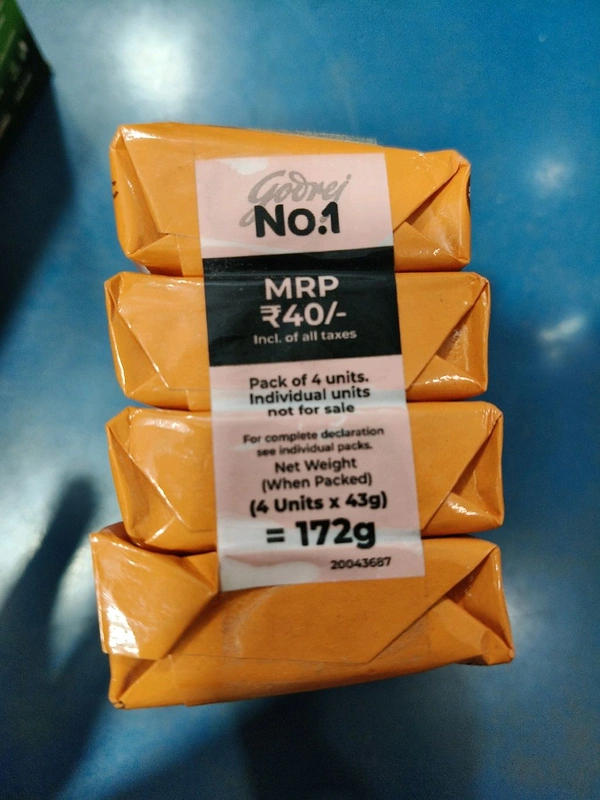 Godrej
No.1
MRP
₹40/-
Incl. of all taxes
Pack of 4 units.
Individual units
not for sale
For complete declaration
see individual packs.
Net Weight
(When Packed)
(4 Units x 43g)
= 172g
20043687